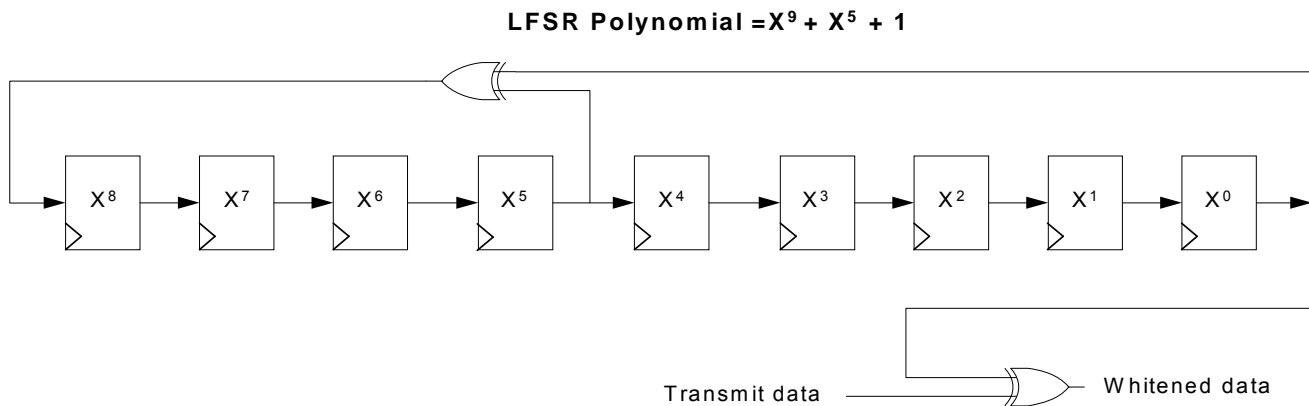 LFSR Polynomial =X⁹ + X⁵ + 1
X⁸ X⁷ X⁶ X⁵ X⁴ X³ X² X¹ X⁰
Transmit data Whitened data